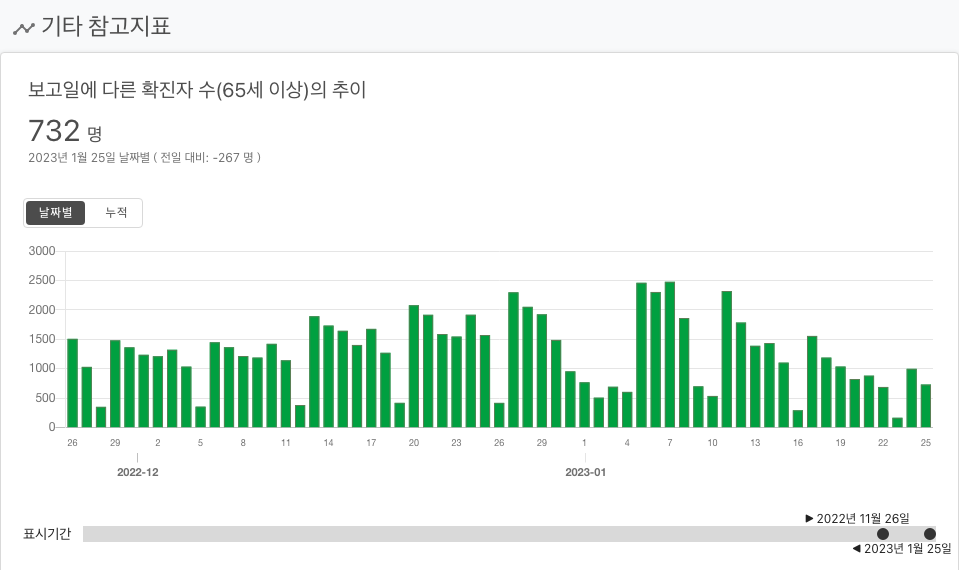 기타 참고지표
보고일에 다른 확진자 수(65세 이상)의 추이
732 명
2023년 1월 25일 날짜별 ( 전일 대비: -267 명 )
날짜별 누적
3000
2500
2000
1500
1000
500
0
26 29 2 5 8 11 14 17 20 23 26 29 1 4 7 10 13 16 19 22 25
2022-12 2023-01
▶ 2022년 11월 26일
표시기간
◀ 2023년 1월 25일